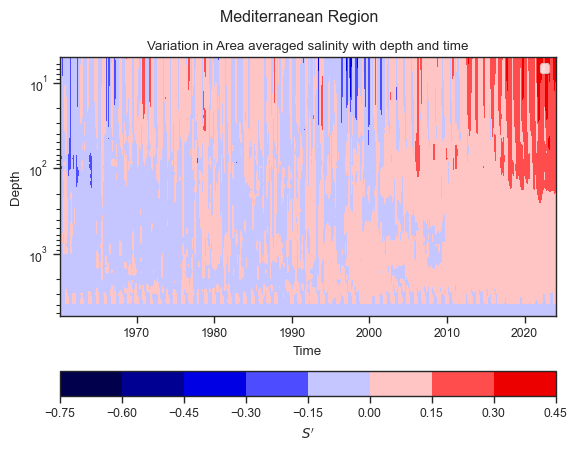 Mediterranean Region
Variation in Area averaged salinity with depth and time
10¹
10²
10³
Depth
1970 1980 1990 2000 2010 2020
Time
−0.75 −0.60 −0.45 −0.30 −0.15 0.00 0.15 0.30 0.45
S′